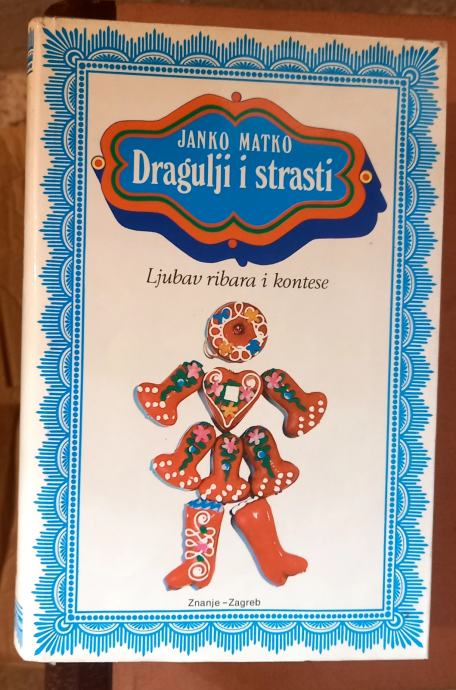 JANKO MATKO
Dragulji i strasti
Ljubav ribara i kontese
Znanje – Zagreb